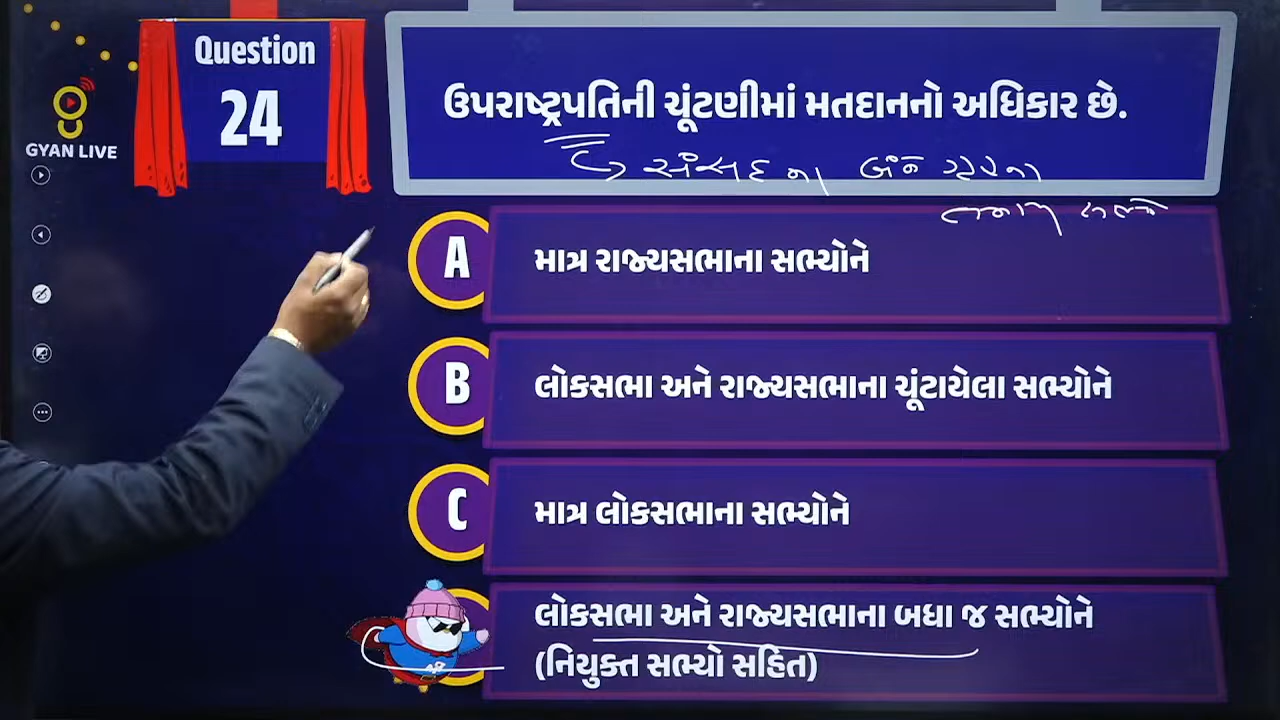 Question
24
GYAN LIVE
ઉપરાષ્ટ્રપતિની ચૂંટણીમાં મતદાનનો અધિકાર છે.
સંસદ ના
A
માત્ર રાજ્યસભાના સભ્યોને
B
લોકસભા અને રાજ્યસભાના ચૂંટાયેલા સભ્યોને
C
માત્ર લોકસભાના સભ્યોને
લોકસભા અને રાજ્યસભાના બધા જ સભ્યોને
(નિયુક્ત સભ્યો સહિત)